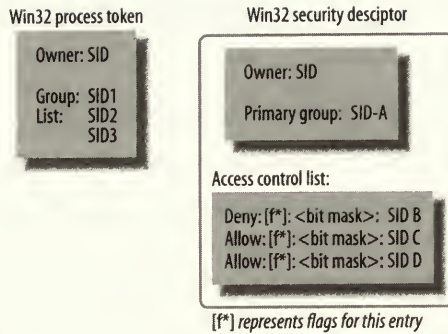 Win32 process token
Owner: SID
Group: SID1
List: SID2
SID3
Win32 security desciptor
Owner: SID
Primary group: SID-A
Access control list:
Deny: [f*]: <bit mask>: SID B
Allow: [f*]: <bit mask>: SID C
Allow: [f*]: <bit mask>: SID D
[f*] represents flags for this entry